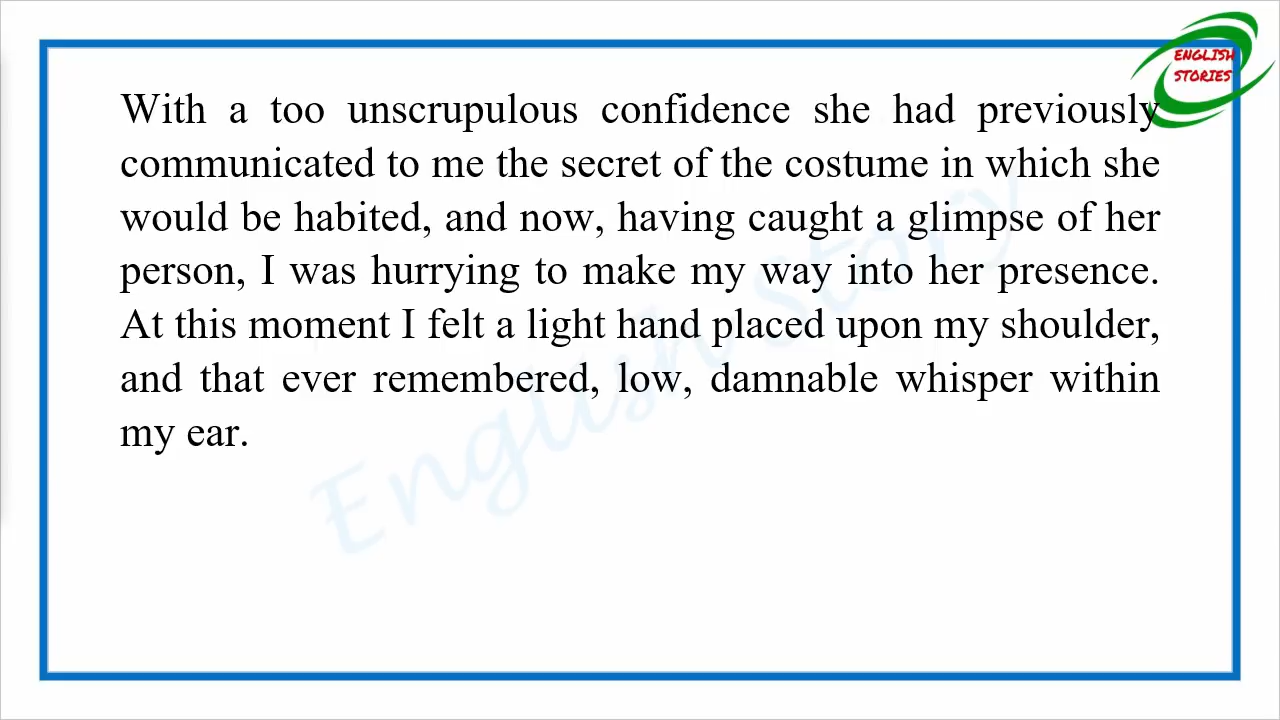 ENGLISH
STORIES
With a too unscrupulous confidence she had previously
communicated to me the secret of the costume in which she
would be habited, and now, having caught a glimpse of her
person, I was hurrying to make my way into her presence.
At this moment I felt a light hand placed upon my shoulder,
and that ever remembered, low, damnable whisper within
my ear.
English Story